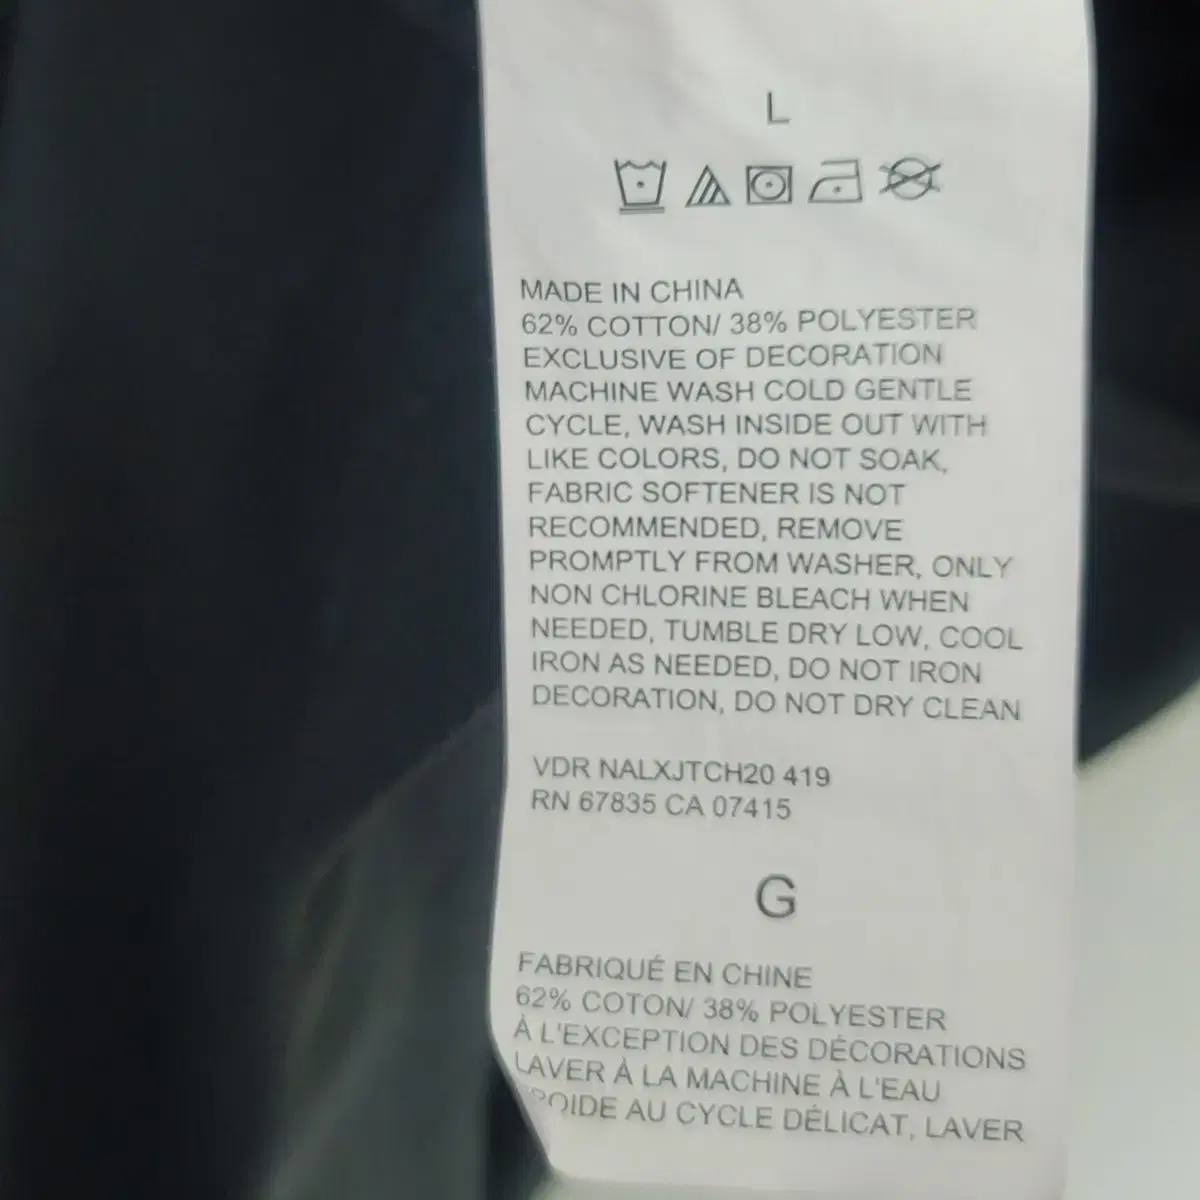 L
MADE IN CHINA
62% COTTON/ 38% POLYESTER
EXCLUSIVE OF DECORATION
MACHINE WASH COLD GENTLE
CYCLE, WASH INSIDE OUT WITH
LIKE COLORS, DO NOT SOAK,
FABRIC SOFTENER IS NOT
RECOMMENDED, REMOVE
PROMPTLY FROM WASHER, ONLY
NON CHLORINE BLEACH WHEN
NEEDED, TUMBLE DRY LOW, COOL
IRON AS NEEDED, DO NOT IRON
DECORATION, DO NOT DRY CLEAN
VDR NALXJTCH20 419
RN 67835 CA 07415
G
FABRIQUÉ EN CHINE
62% COTON/ 38% POLYESTER
À L'EXCEPTION DES DÉCORATIONS
LAVER À LA MACHINE À L'EAU
FROIDE AU CYCLE DÉLICAT, LAVER